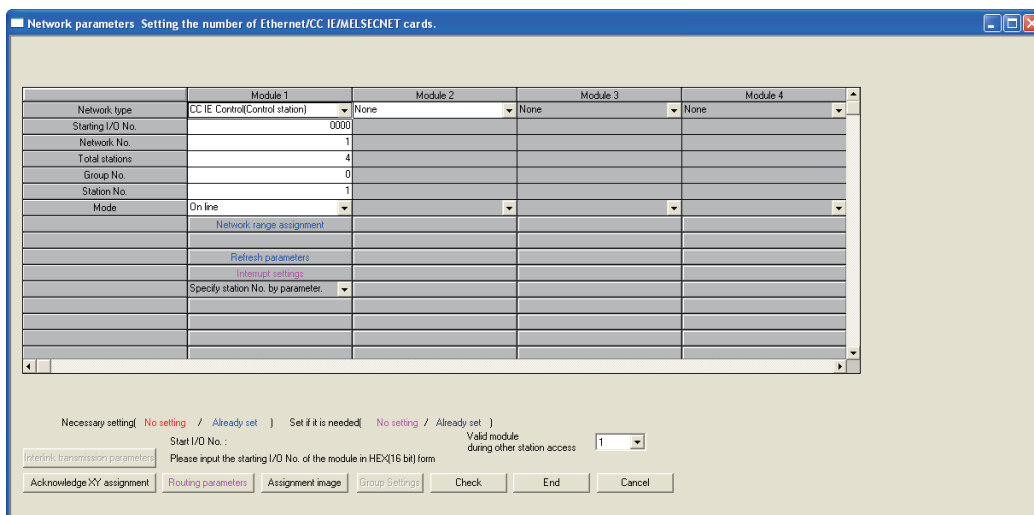 Network parameters Setting the number of Ethernet/CC IE/MELSECNET cards.
Module 1 Module 2 Module 3 Module 4
Network type CC IE Control(Control station) None None None
Starting I/O No. 0000
Network No. 1
Total stations 4
Group No. 0
Station No. 1
Mode On line
Network range assignment
Refresh parameters
Interrupt settings
Specify station No. by parameter.
Necessary setting( No setting / Already set ) Set if it is needed( No setting / Already set )
Start I/O No. :
Valid module
during other station access 1
Interlink transmission parameters
Please input the starting I/O No. of the module in HEX(16 bit) form
Acknowledge XY assignment Routing parameters Assignment image Group Settings Check End Cancel